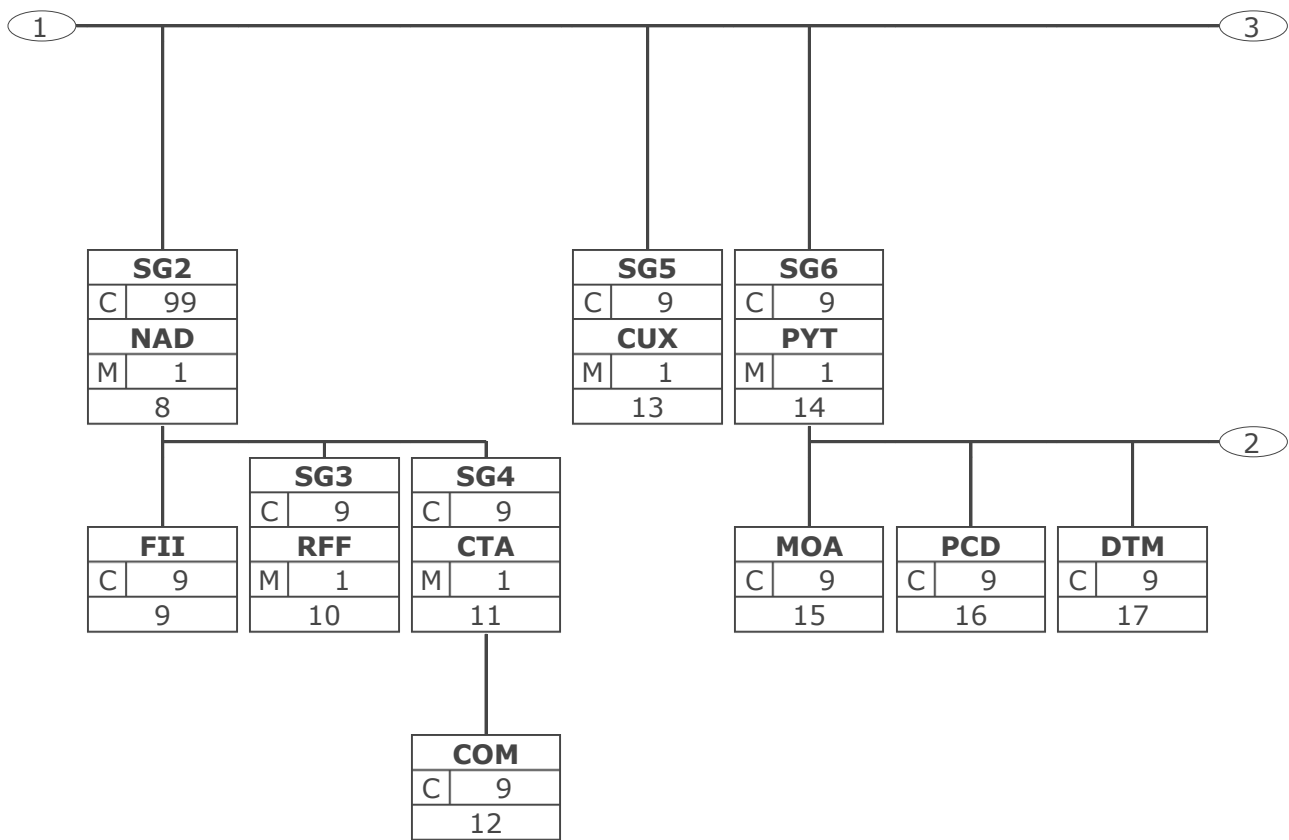 1 3
SG2 SG5 SG6
C 99 C 9 C 9
NAD CUX PYT
M 1 M 1 M 1
8 13 14
2
SG3 SG4
C 9 C 9
FII RFF CTA MOA PCD DTM
C 9 M 1 M 1 C 9 C 9 C 9
9 10 11 15 16 17
COM
C 9
12